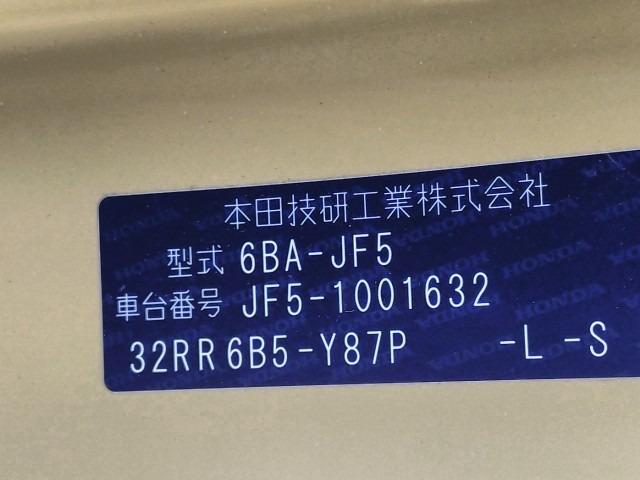 本田技研工業株式会社
型式 6BA-JF5
車台番号 JF5-1001632
32RR6B5-Y87P -L -S